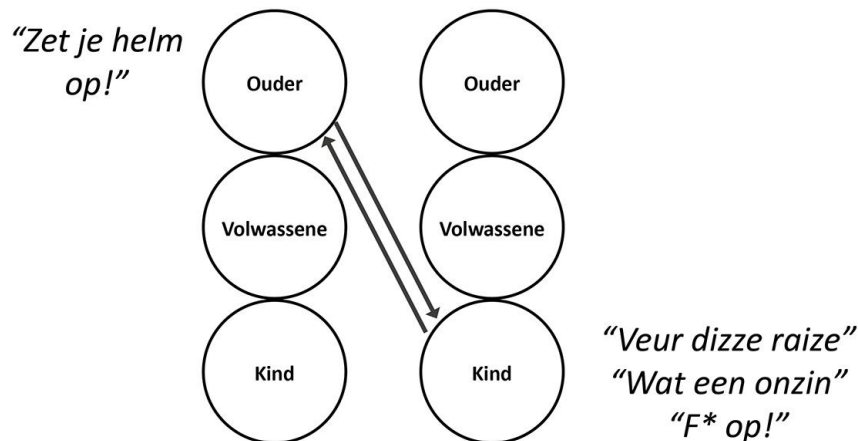 “Zet je helm
op!”
Ouder
Ouder
Volwassene
Volwassene
Kind
Kind
“Veur dizze raize”
“Wat een onzin”
“F* op!”